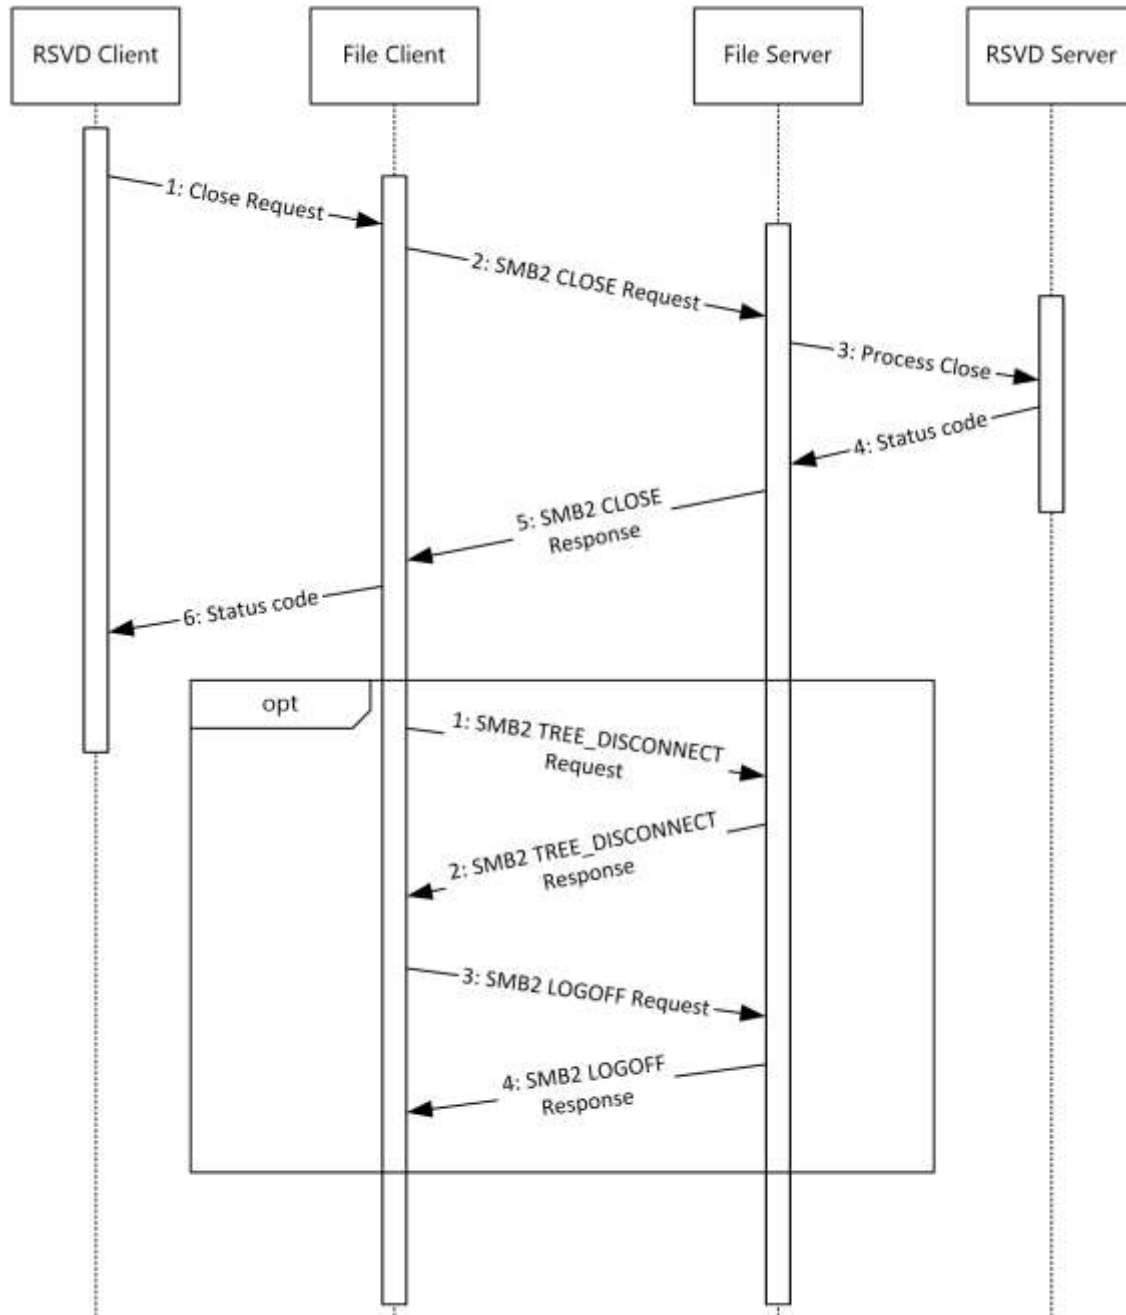 RSVD Client
File Client
File Server
RSVD Server
1: Close Request
2: SMB2 CLOSE Request
3: Process Close
4: Status code
5: SMB2 CLOSE
Response
6: Status code
opt
1: SMB2 TREE_DISCONNECT
Request
2: SMB2 TREE_DISCONNECT
Response
3: SMB2 LOGOFF Request
4: SMB2 LOGOFF
Response